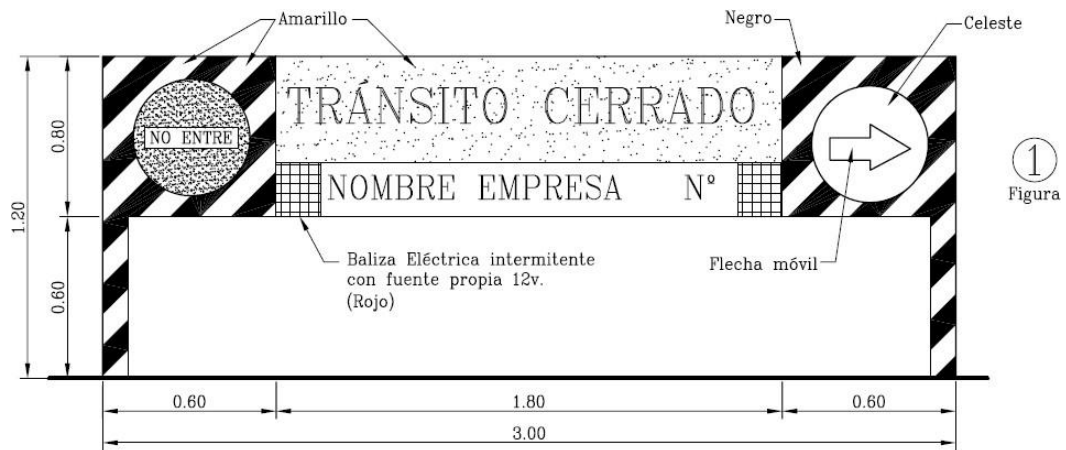 Amarillo
Negro
Celeste
TRÁNSITO CERRADO
NO ENTRE
NOMBRE EMPRESA Nº
1
Figura
Baliza Eléctrica intermitente
con fuente propia 12v.
(Rojo)
Flecha móvil
0.80
1.20
0.60
0.60
1.80
0.60
3.00